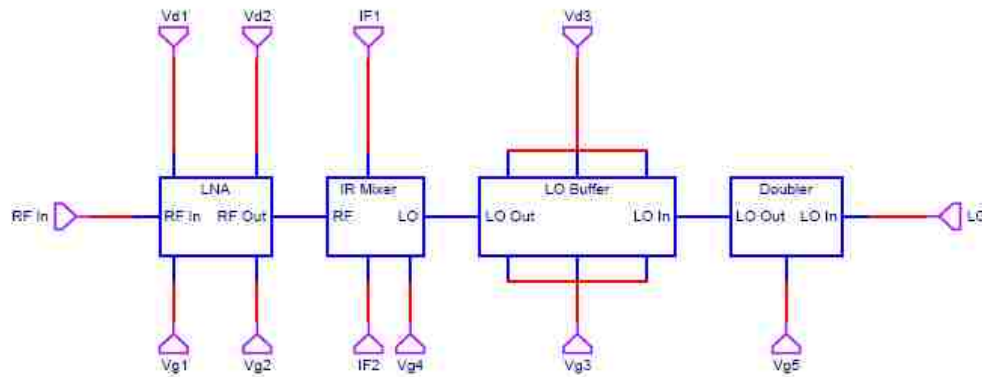 Vd1 Vd2 IF1 Vd3
LNA IR Mixer LO Buffer Doubler
RF In RF In RF Out RF LO LO Out LO In LO Out LO In LO
Vg1 Vg2 IF2 Vg4 Vg3 Vg5